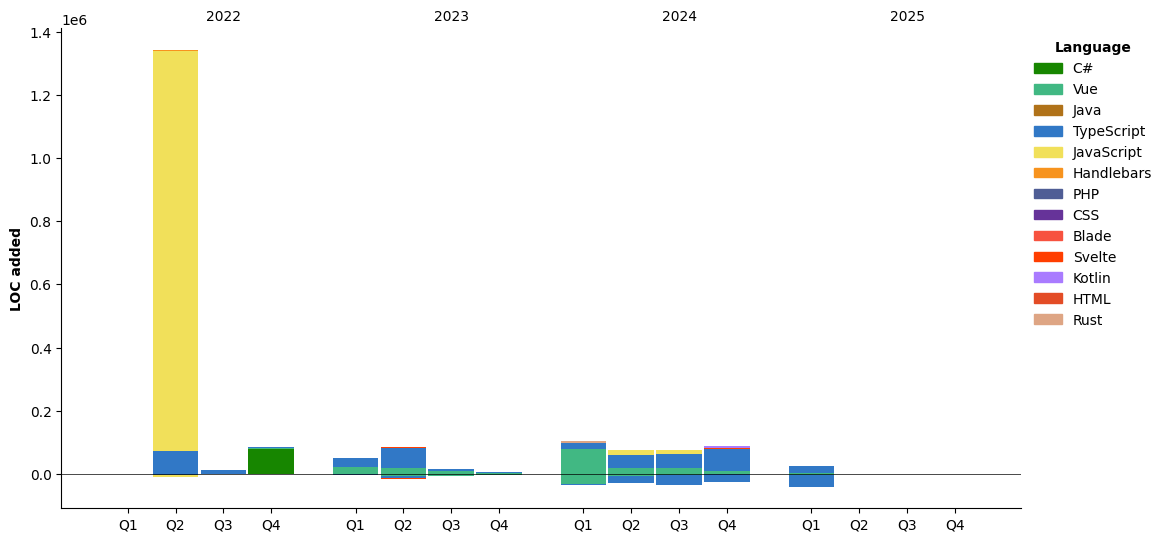 1e6
2022 2023 2024 2025
1.4
1.2
1.0
0.8
0.6
0.4
0.2
0.0
LOC added
Q1 Q2 Q3 Q4 Q1 Q2 Q3 Q4 Q1 Q2 Q3 Q4 Q1 Q2 Q3 Q4
Language
C#
Vue
Java
TypeScript
JavaScript
Handlebars
PHP
CSS
Blade
Svelte
Kotlin
HTML
Rust